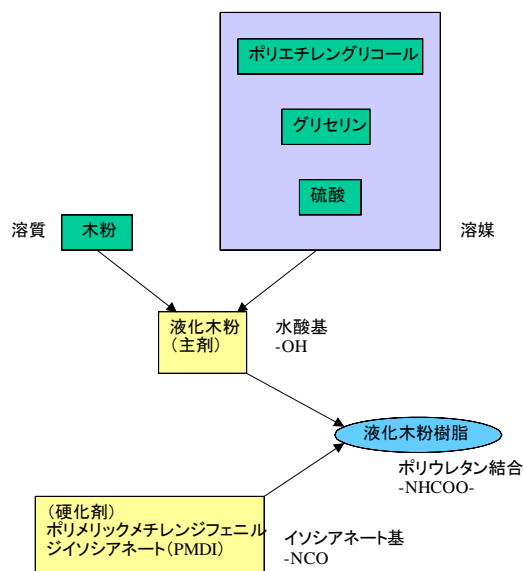 ポリエチレングリコール
グリセリン
硫酸
溶質
木粉
溶媒
液化木粉
（主剤）
水酸基
-OH
液化木粉樹脂
ポリウレタン結合
-NHCOO-
（硬化剤）
ポリメリックメチレンジフェニル
ジイソシアネート（PMDI）
イソシアネート基
-NCO